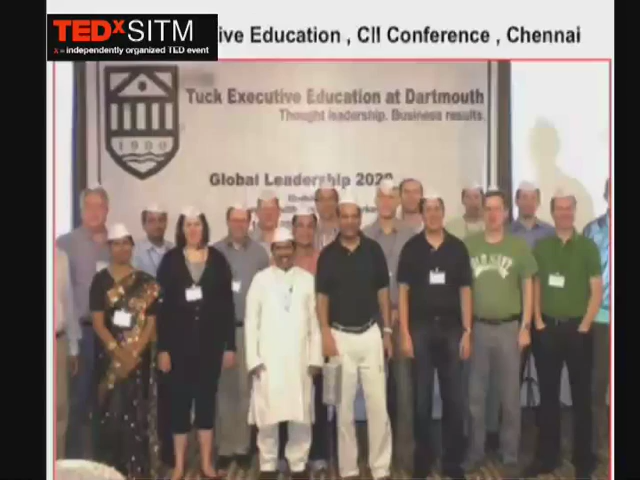 TEDxSITM
x = independently organized TED event
ive Education , CII Conference , Chennai
Tuck Executive Education at Dartmouth
Thought leadership. Business results.
1900
Global Leadership 2020